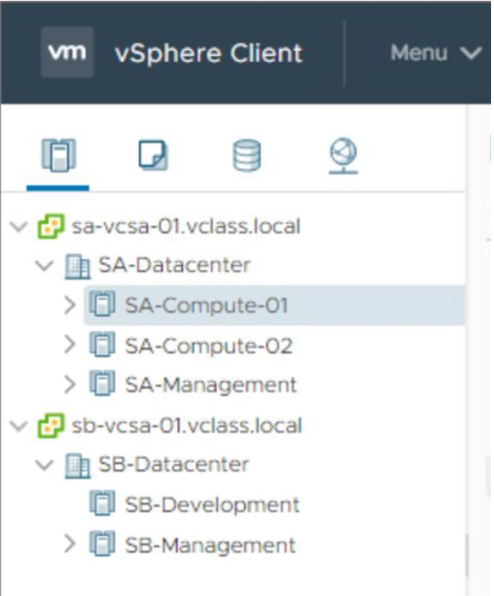 vm vSphere Client Menu
sa-vcsa-01.vclass.local
SA-Datacenter
SA-Compute-01
SA-Compute-02
SA-Management
sb-vcsa-01.vclass.local
SB-Datacenter
SB-Development
SB-Management